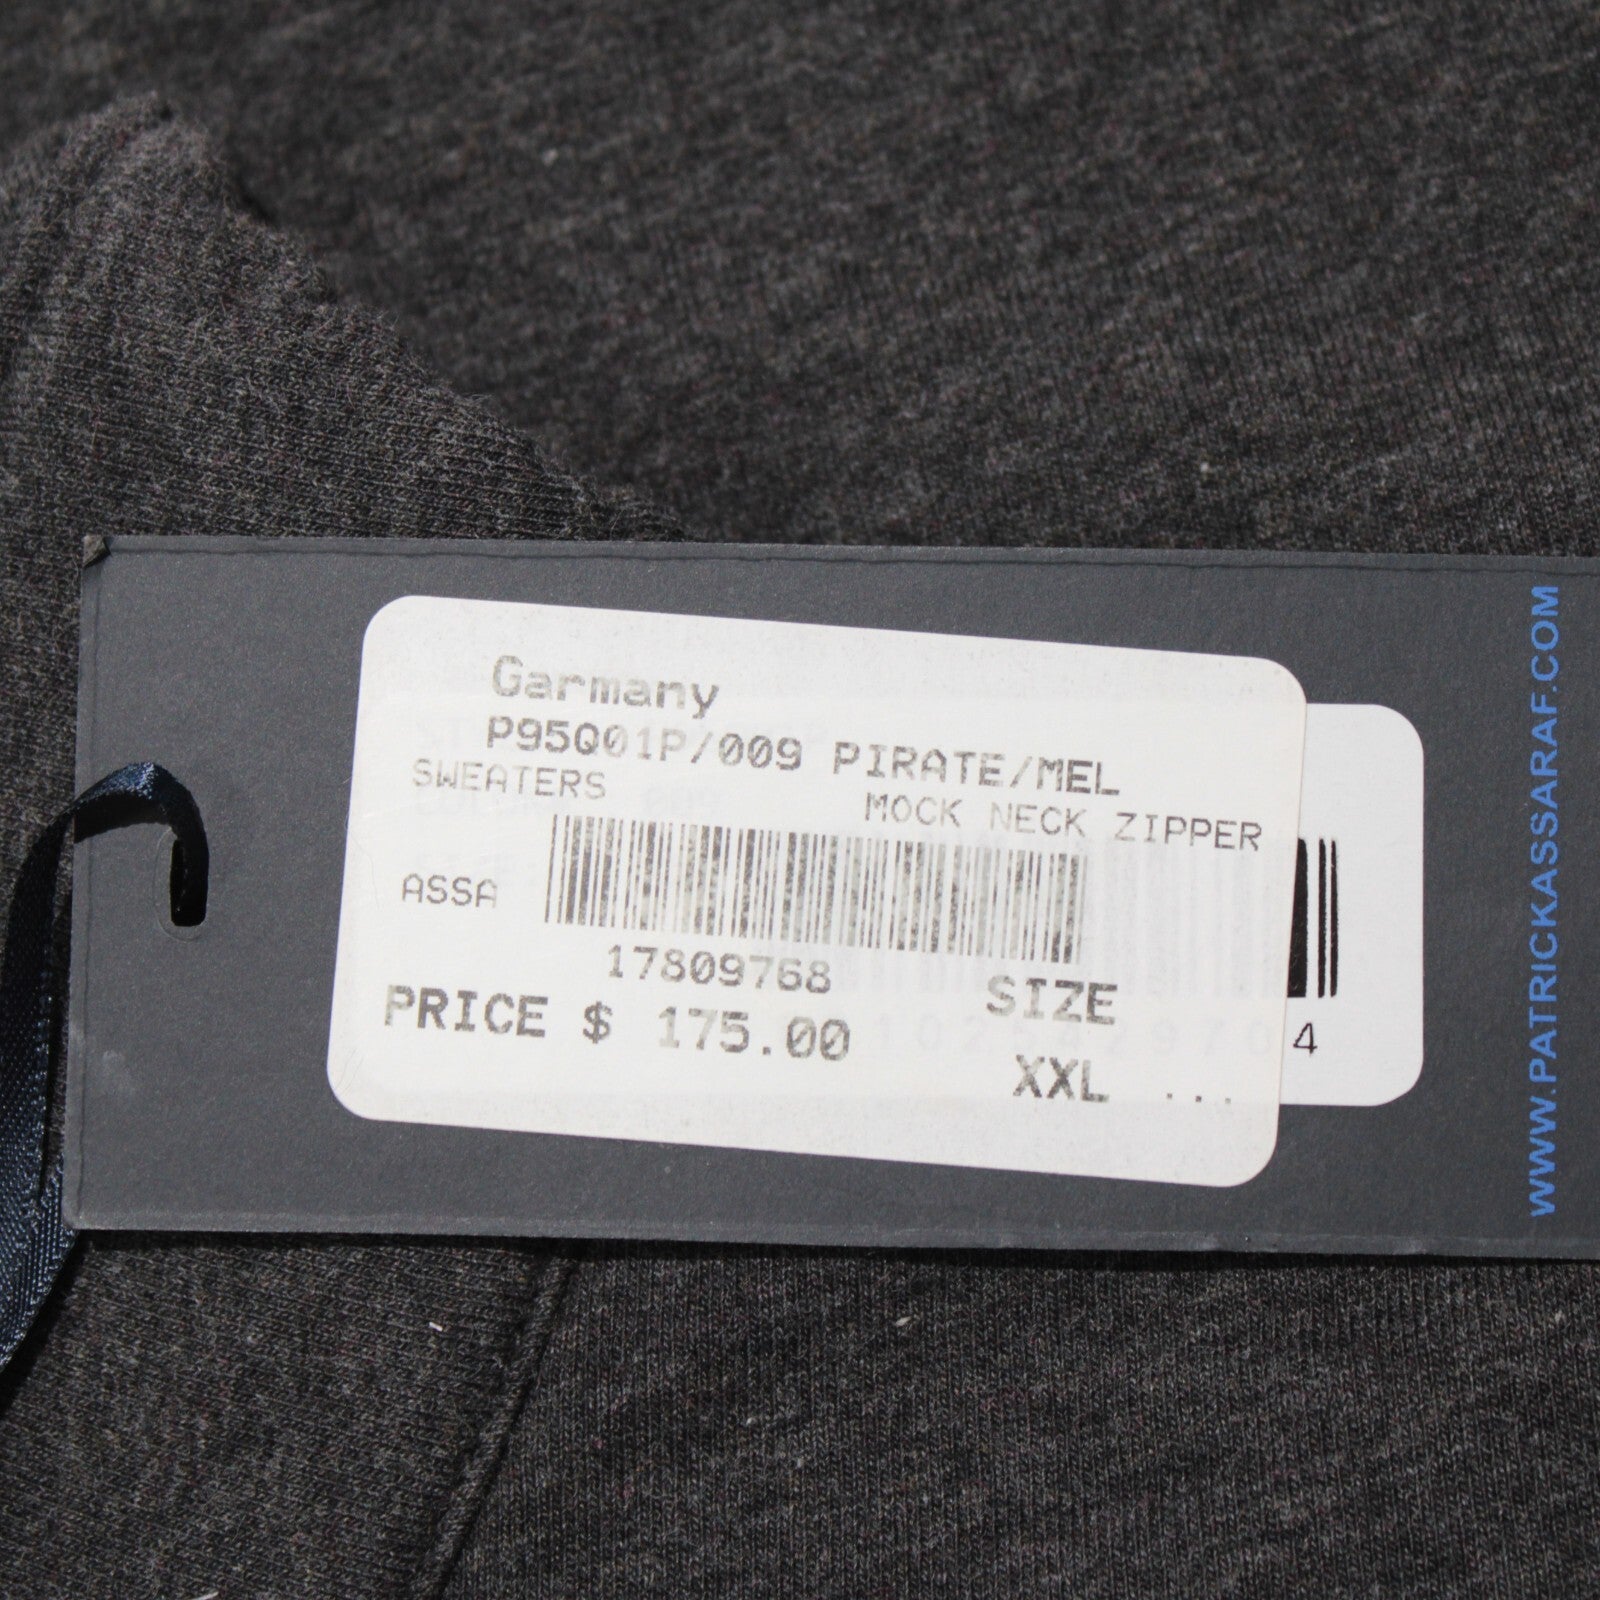 Garmany
P95Q01P/009 PIRATE/MEL
SWEATERS
MOCK NECK ZIPPER
ASSA
17809768
SIZE
PRICE $ 175.00
XXL ...
4
WWW.PATRICKASSARAF.COM